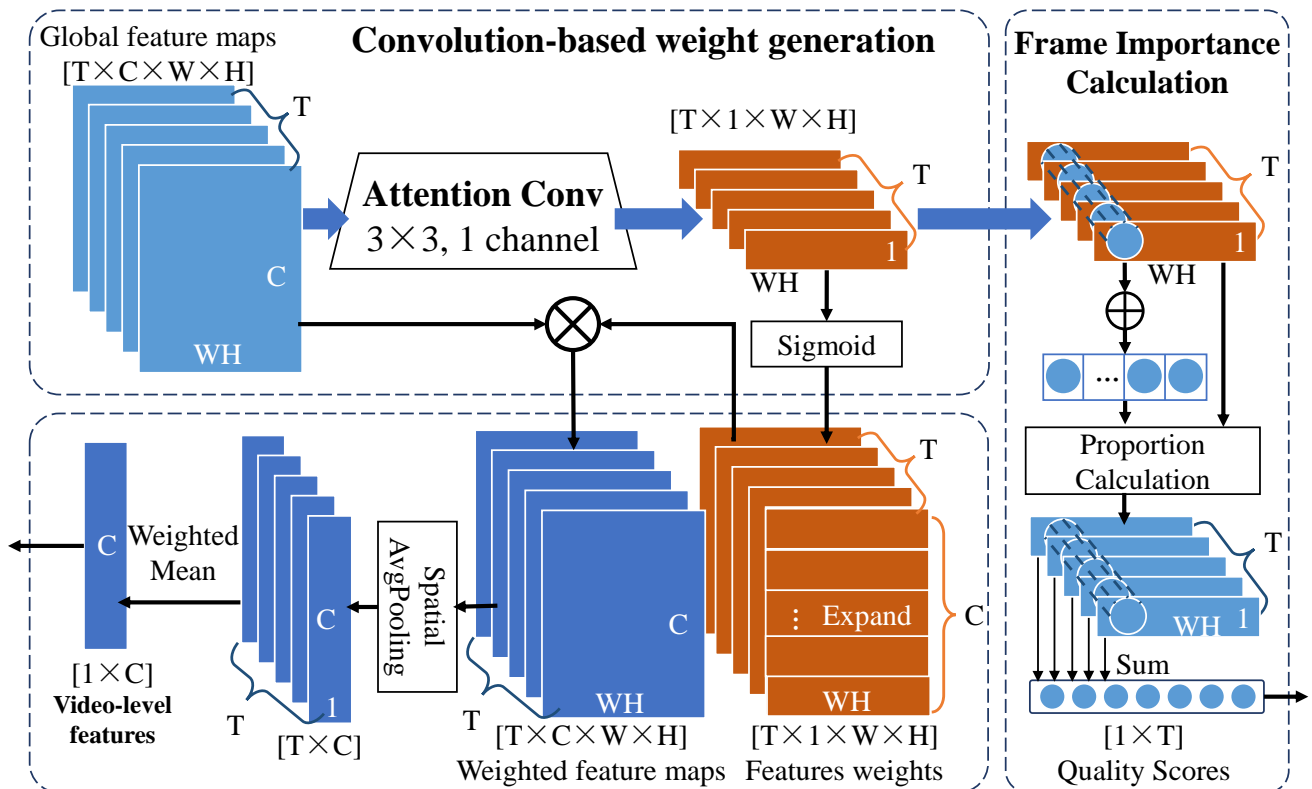 Global feature maps
[T×C×W×H]
T
C
WH
Convolution-based weight generation
Attention Conv
3×3, 1 channel
[T×1×W×H]
T
1
WH
Sigmoid
Frame Importance
Calculation
T
1
WH
...
Proportion
Calculation
T
1
WH
Sum
[1×T]
Quality Scores
C
[1×C]
Video-level
features
Weighted
Mean
C
1
T
[T×C]
Spatial
AvgPooling
C
WH
T
[T×C×W×H]
Weighted feature maps
T
⋮ Expand
C
WH
[T×1×W×H]
Features weights